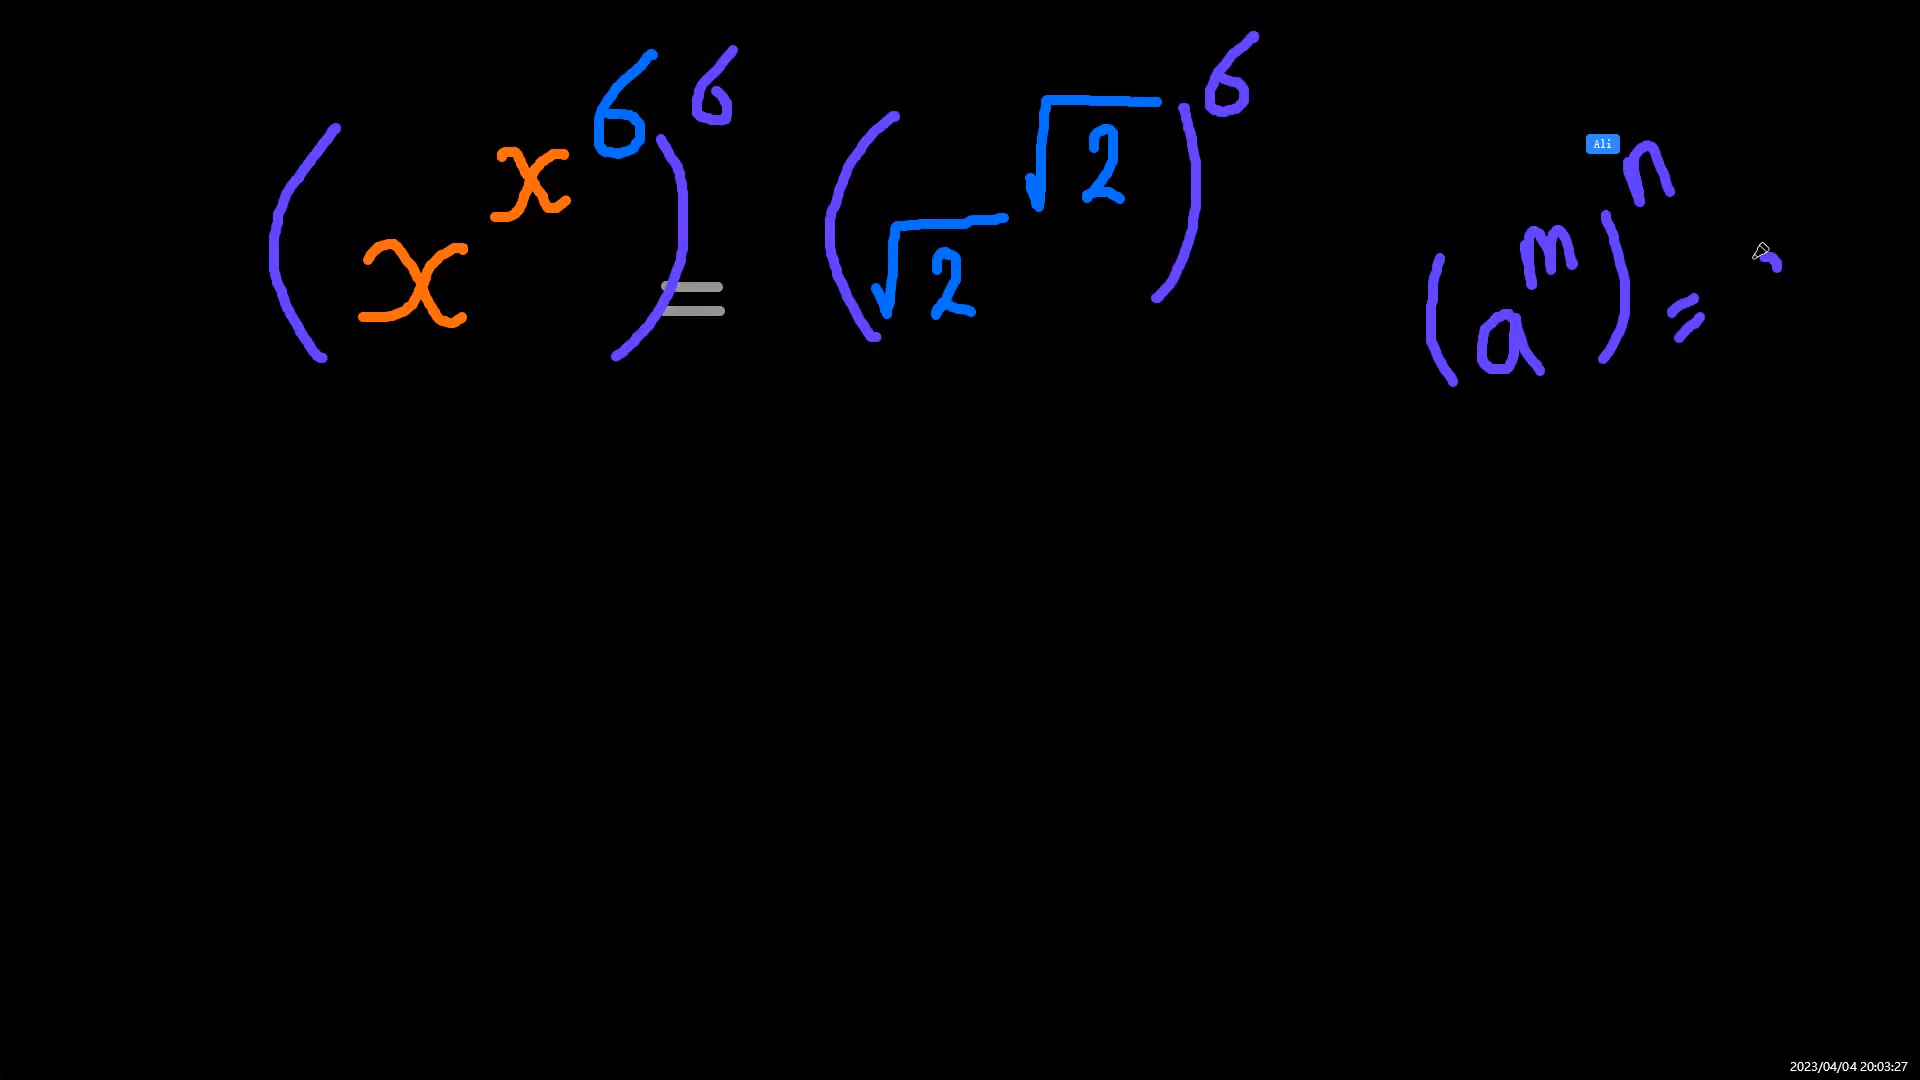 (x^{x^6})^6 = (√2^{√2})^6
Ali
(a^m)^n =
2023/04/04 20:03:27